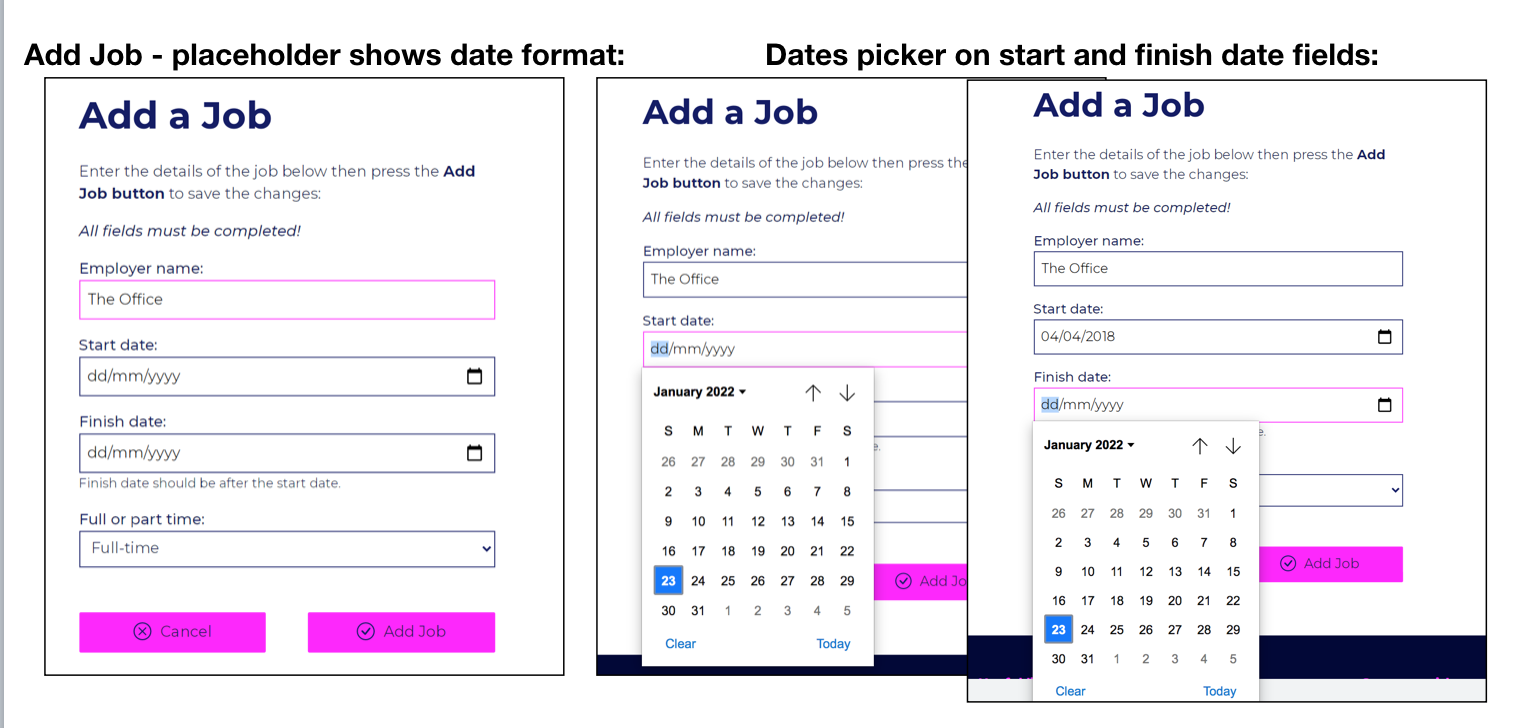 Add Job - placeholder shows date format:
Add a Job
Enter the details of the job below then press the Add
Job button to save the changes:
All fields must be completed!
Employer name:
The Office
Start date:
dd/mm/yyyy
Finish date:
dd/mm/yyyy
Finish date should be after the start date.
Full or part time:
Full-time
Cancel
Add Job
Dates picker on start and finish date fields:
Add a Job
Enter the details of the job below then press the
Job button to save the changes:
All fields must be completed!
Employer name:
The Office
Start date:
dd/mm/yyyy
January 2022
S M T W T F S
26 27 28 29 30 31 1
2 3 4 5 6 7 8
9 10 11 12 13 14 15
16 17 18 19 20 21 22
23 24 25 26 27 28 29
30 31 1 2 3 4 5
Clear Today
e.
Add Jo
Add a Job
Enter the details of the job below then press the Add
Job button to save the changes:
All fields must be completed!
Employer name:
The Office
Start date:
04/04/2018
Finish date:
dd/mm/yyyy
e.
January 2022
S M T W T F S
26 27 28 29 30 31 1
2 3 4 5 6 7 8
9 10 11 12 13 14 15
16 17 18 19 20 21 22
23 24 25 26 27 28 29
30 31 1 2 3 4 5
Clear Today
Add Job